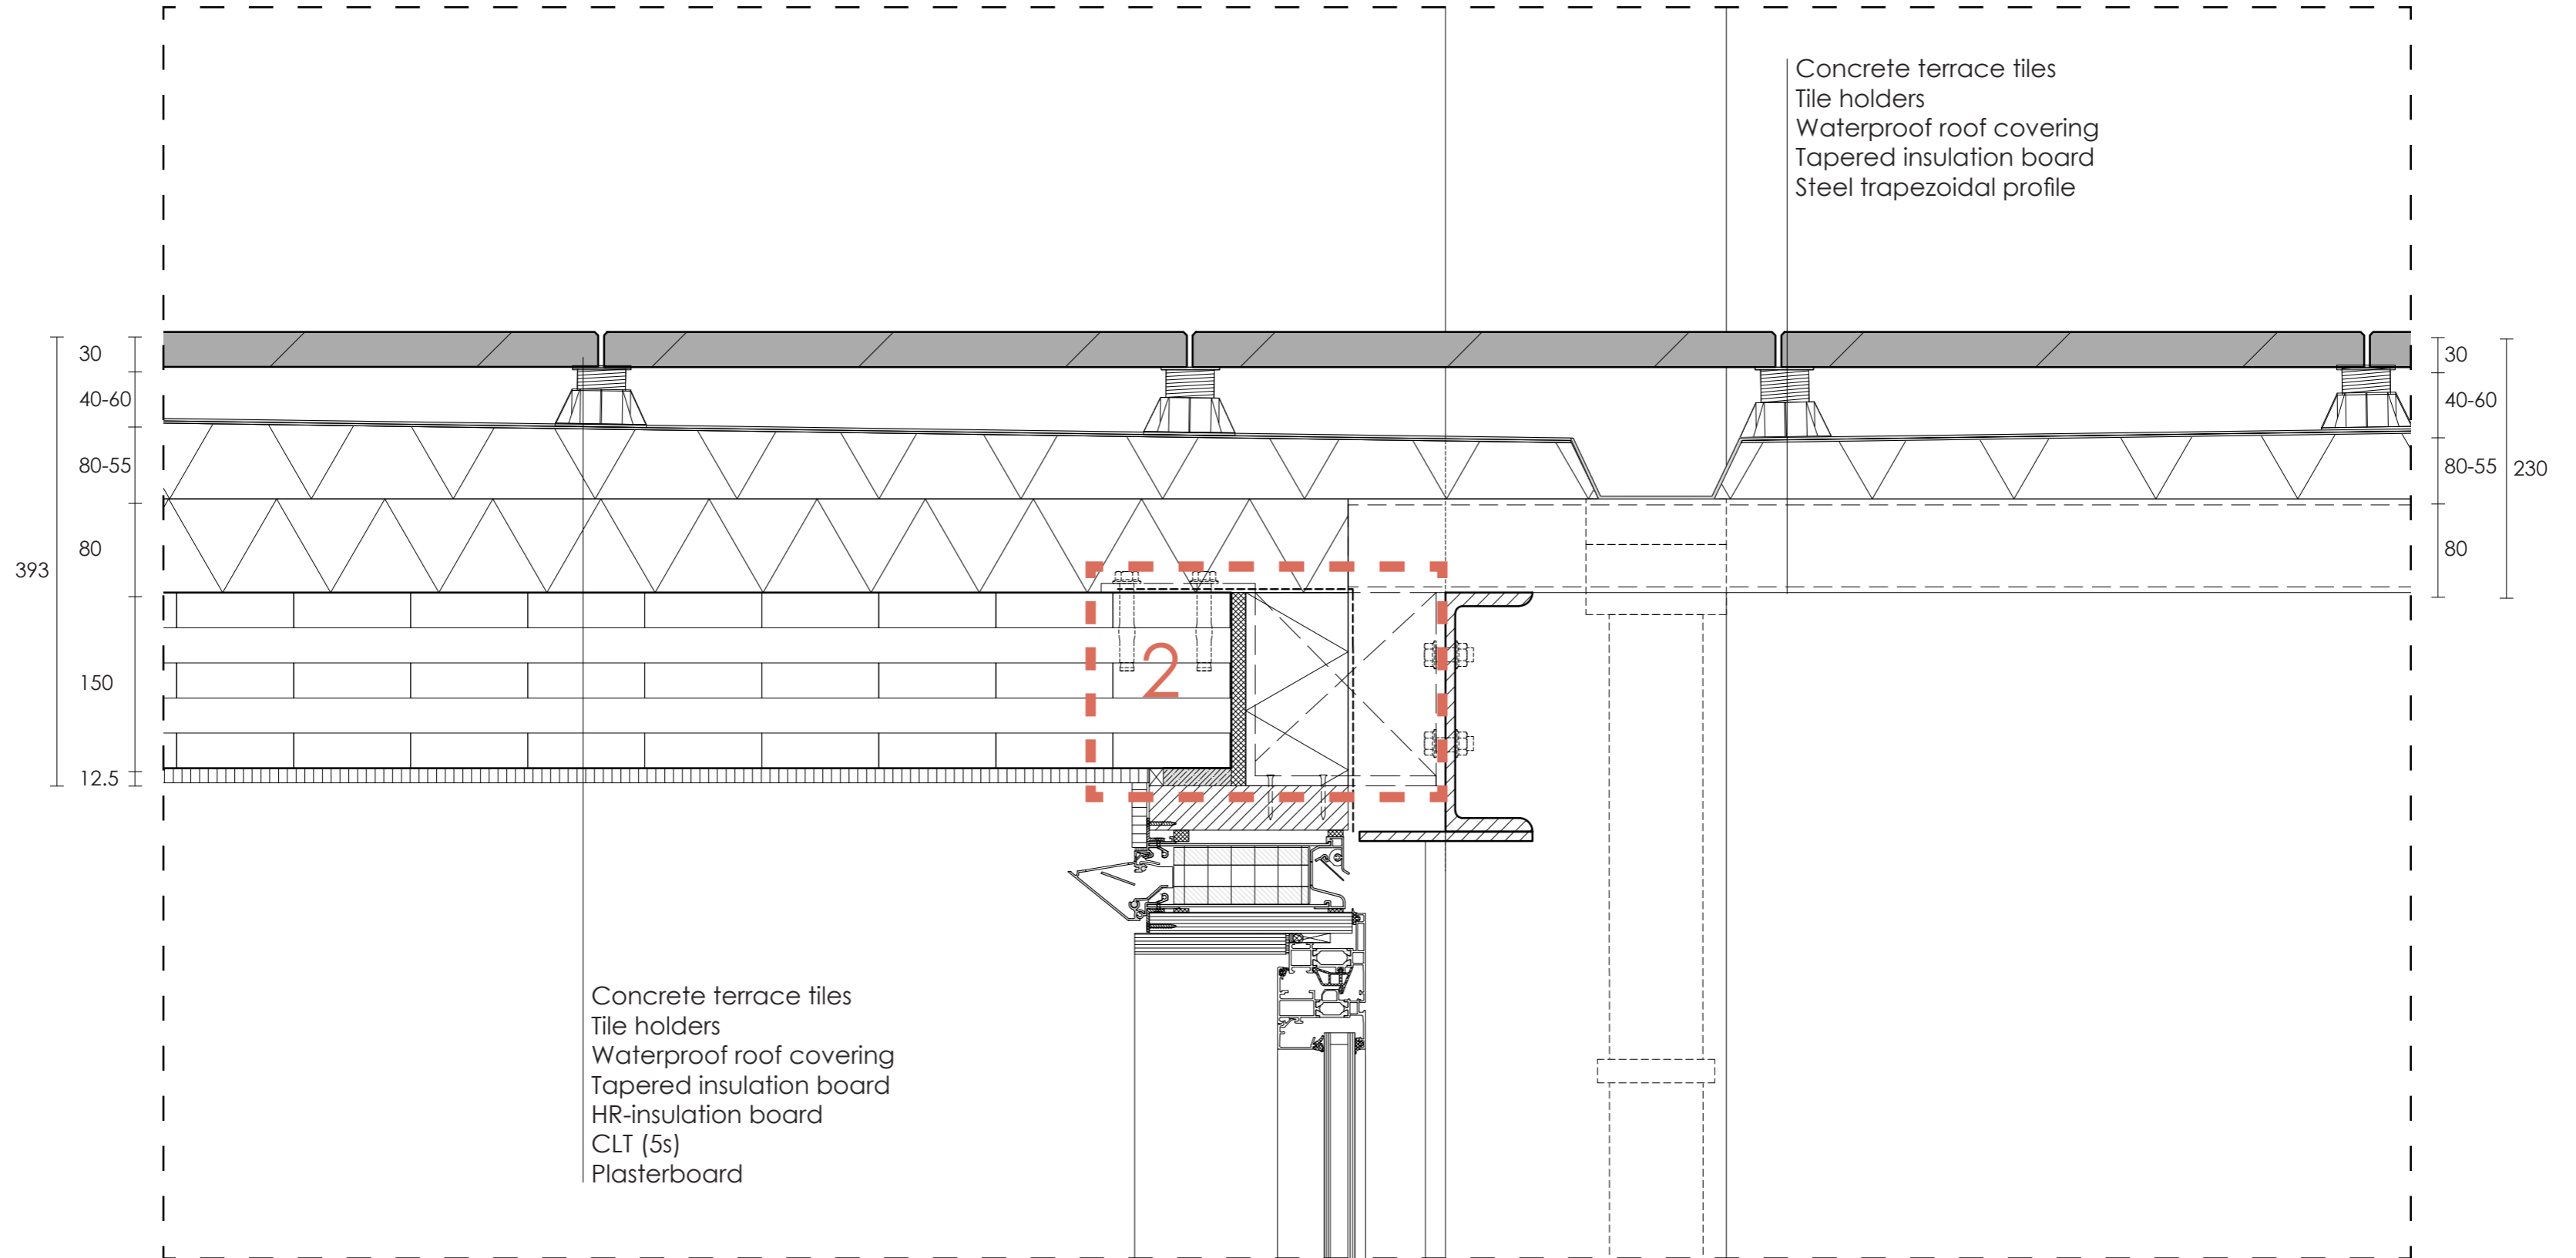 Concrete terrace tiles
Tile holders
Waterproof roof covering
Tapered insulation board
Steel trapezoidal profile
30
40-60
80-55
80
393
150
12.5
30
40-60
80-55
230
80
2
Concrete terrace tiles
Tile holders
Waterproof roof covering
Tapered insulation board
HR-insulation board
CLT (5s)
Plasterboard